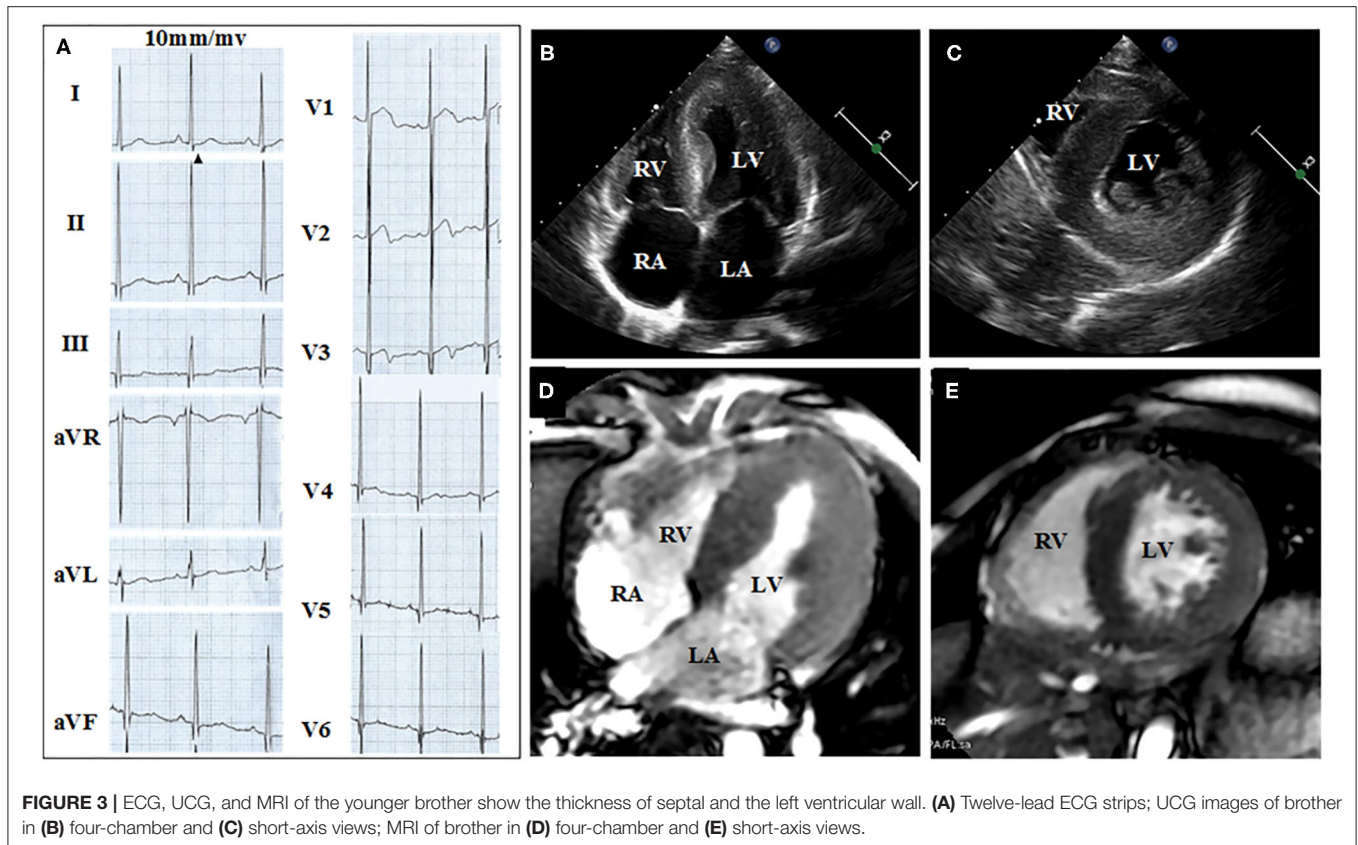 A
10mm/mv
I
II
III
aVR
aVL
aVF
V1
V2
V3
V4
V5
V6
B
RV
LV
RA
LA
C
RV
LV
D
RV
RA
LV
LA
E
RV
LV
PA/FL:sa
FIGURE 3 | ECG, UCG, and MRI of the younger brother show the thickness of septal and the left ventricular wall. (A) Twelve-lead ECG strips; UCG images of brother
in (B) four-chamber and (C) short-axis views; MRI of brother in (D) four-chamber and (E) short-axis views.